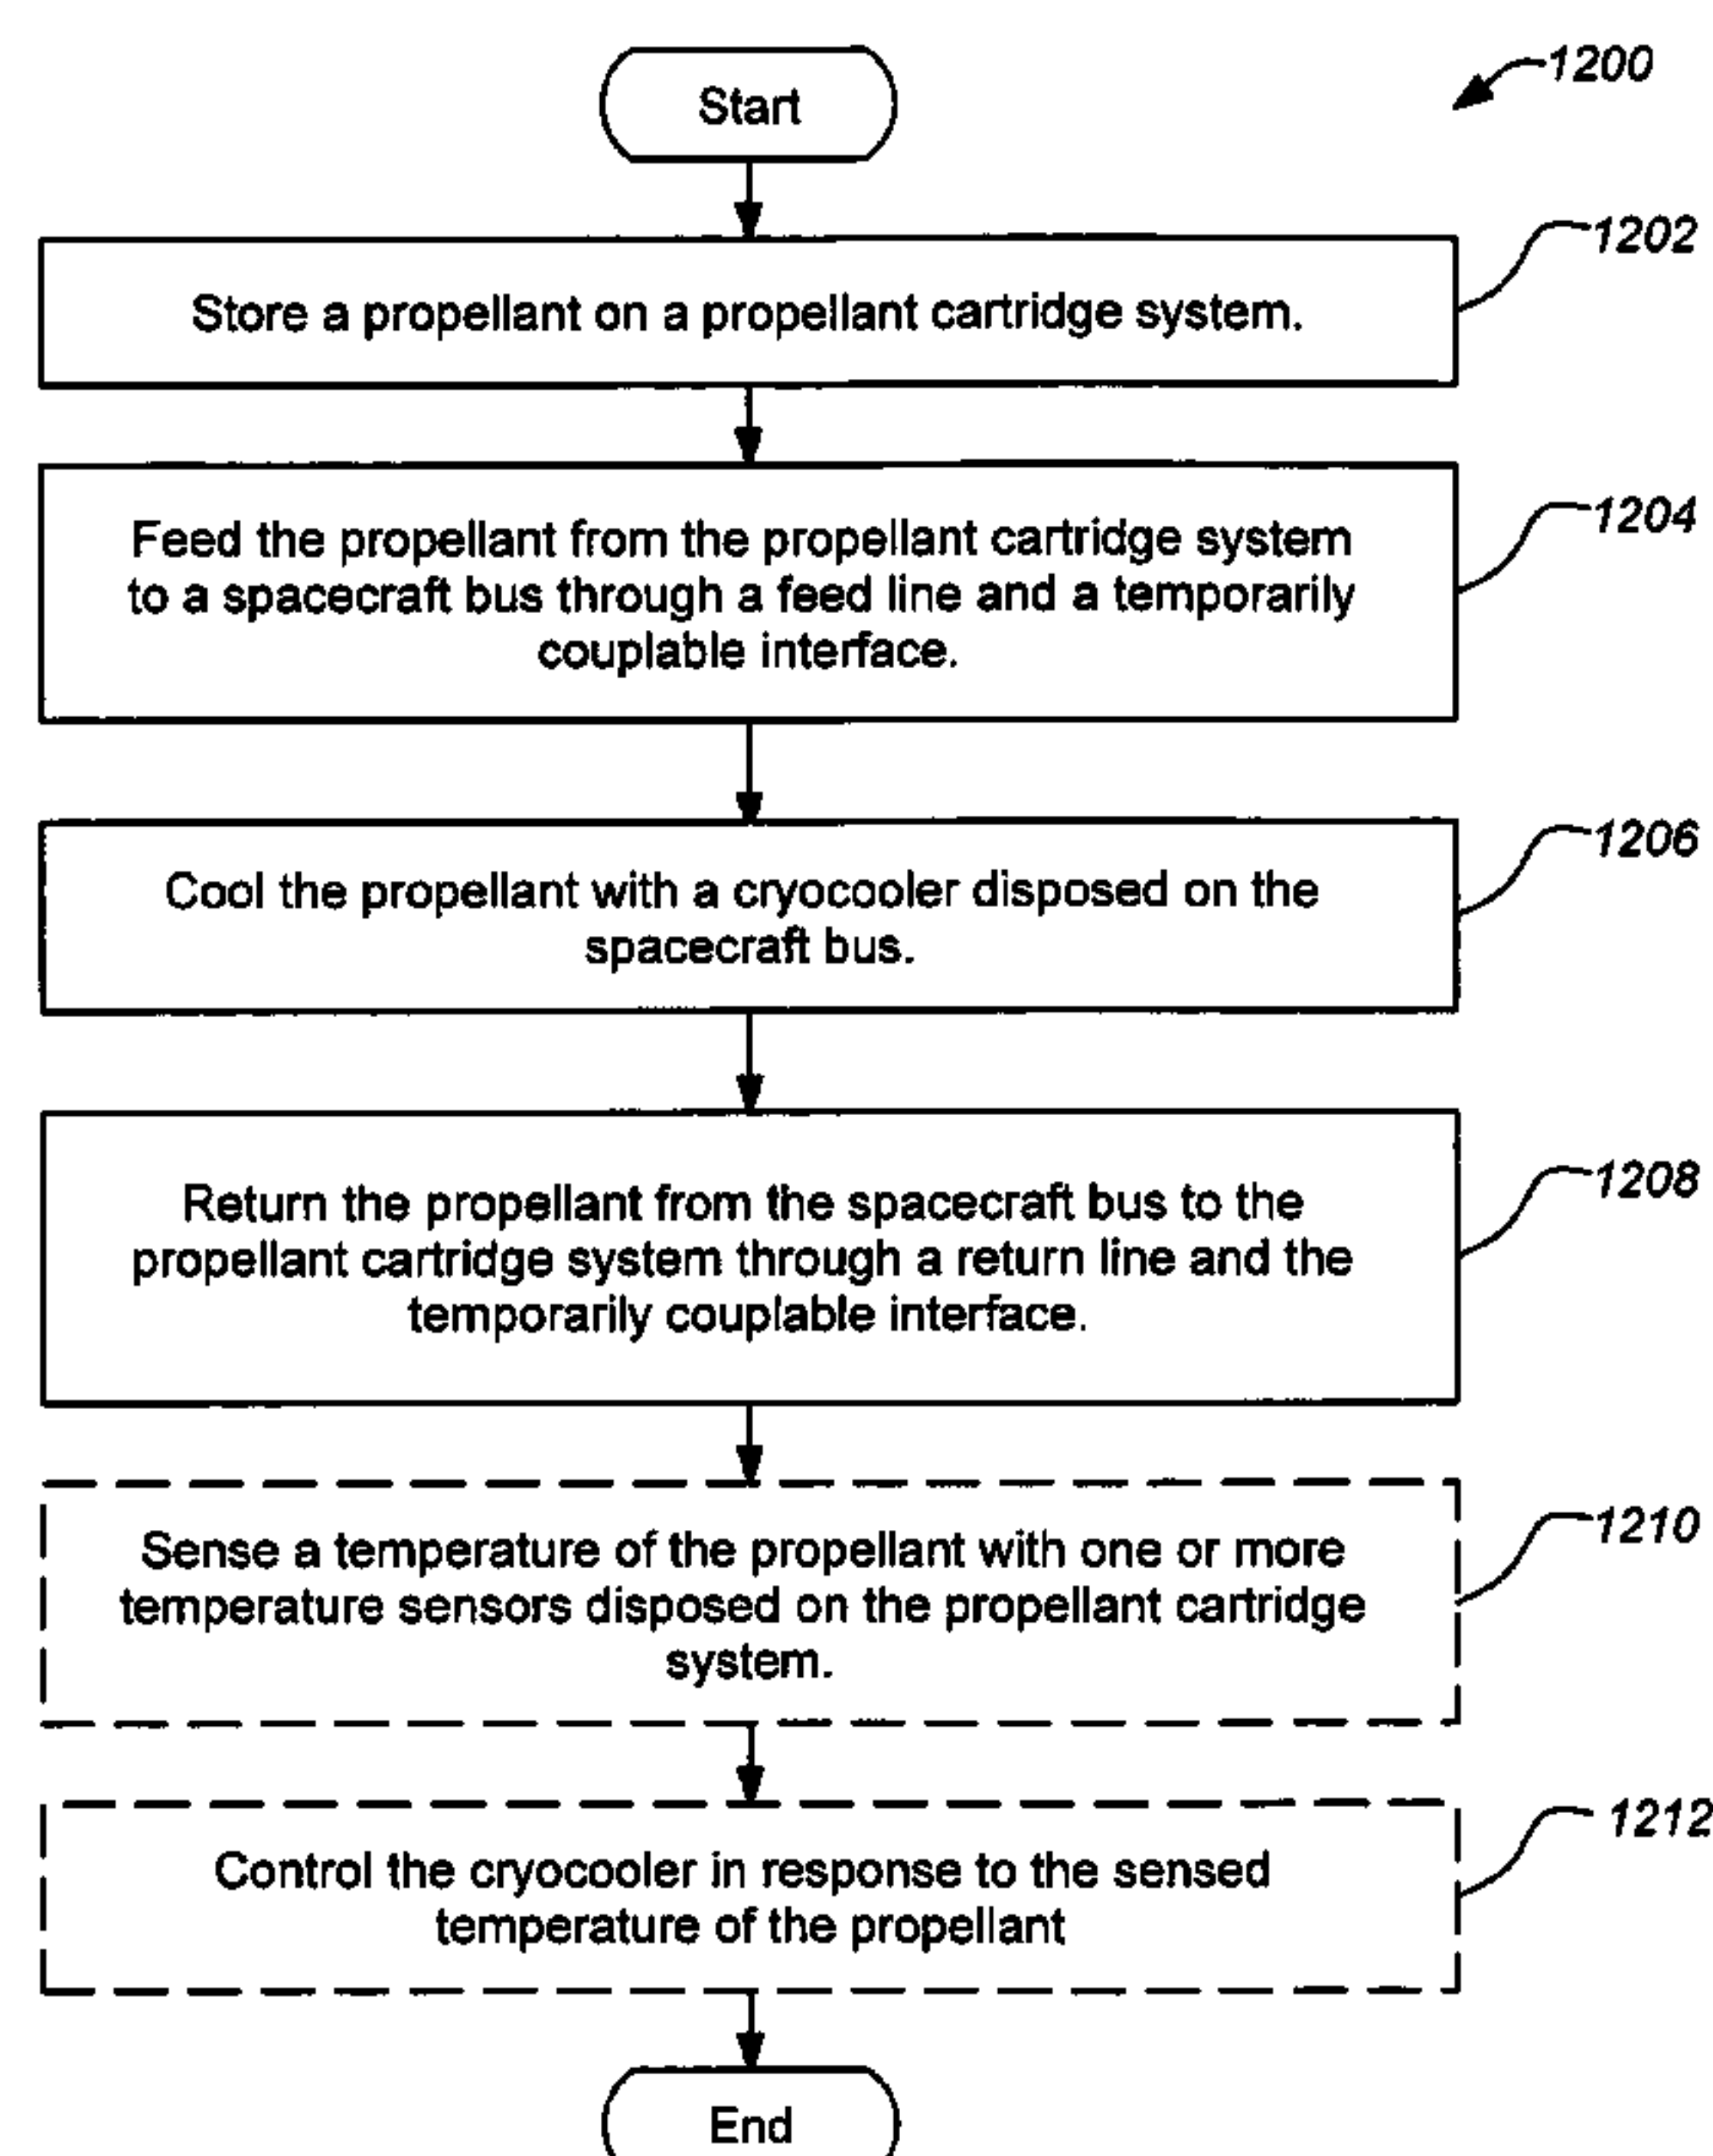 1200
Start
1202
Store a propellant on a propellant cartridge system.
1204
Feed the propellant from the propellant cartridge system
to a spacecraft bus through a feed line and a temporarily
couplable interface.
1206
Cool the propellant with a cryocooler disposed on the
spacecraft bus.
1208
Return the propellant from the spacecraft bus to the
propellant cartridge system through a return line and the
temporarily couplable interface.
1210
Sense a temperature of the propellant with one or more
temperature sensors disposed on the propellant cartridge
system.
1212
Control the cryocooler in response to the sensed
temperature of the propellant
End